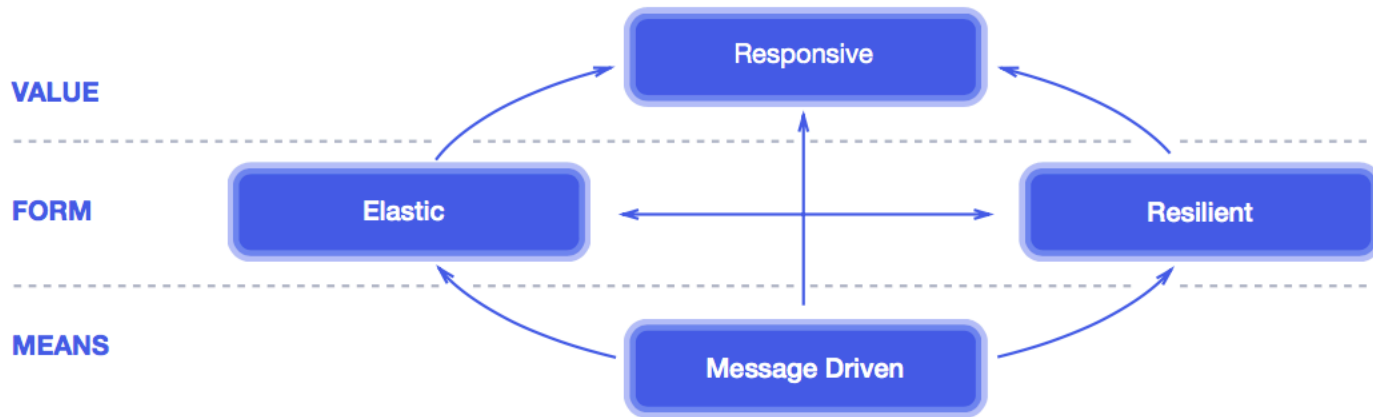 Responsive
VALUE
FORM
Elastic
Resilient
MEANS
Message Driven